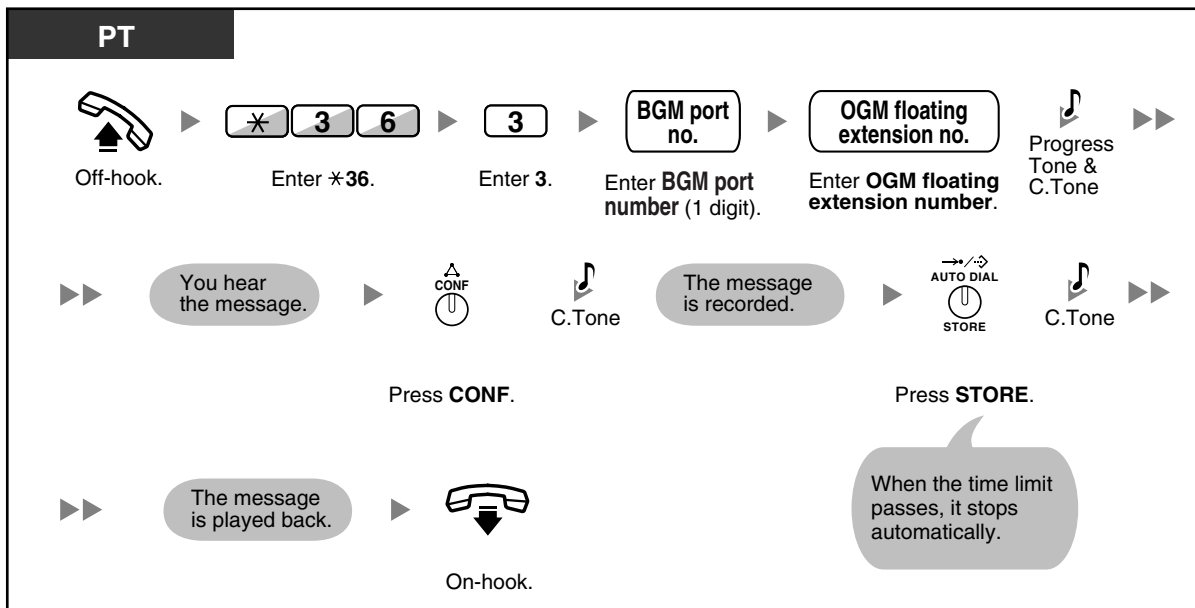 PT
✳ 3 6
3
BGM port
no.
OGM floating
extension no.
Off-hook.
Enter ✳36.
Enter 3.
Enter BGM port
number (1 digit).
Enter OGM floating
extension number.
Progress
Tone &
C.Tone
You hear
the message.
CONF
C.Tone
The message
is recorded.
AUTO DIAL
STORE
C.Tone
Press CONF.
Press STORE.
When the time limit
passes, it stops
automatically.
The message
is played back.
On-hook.